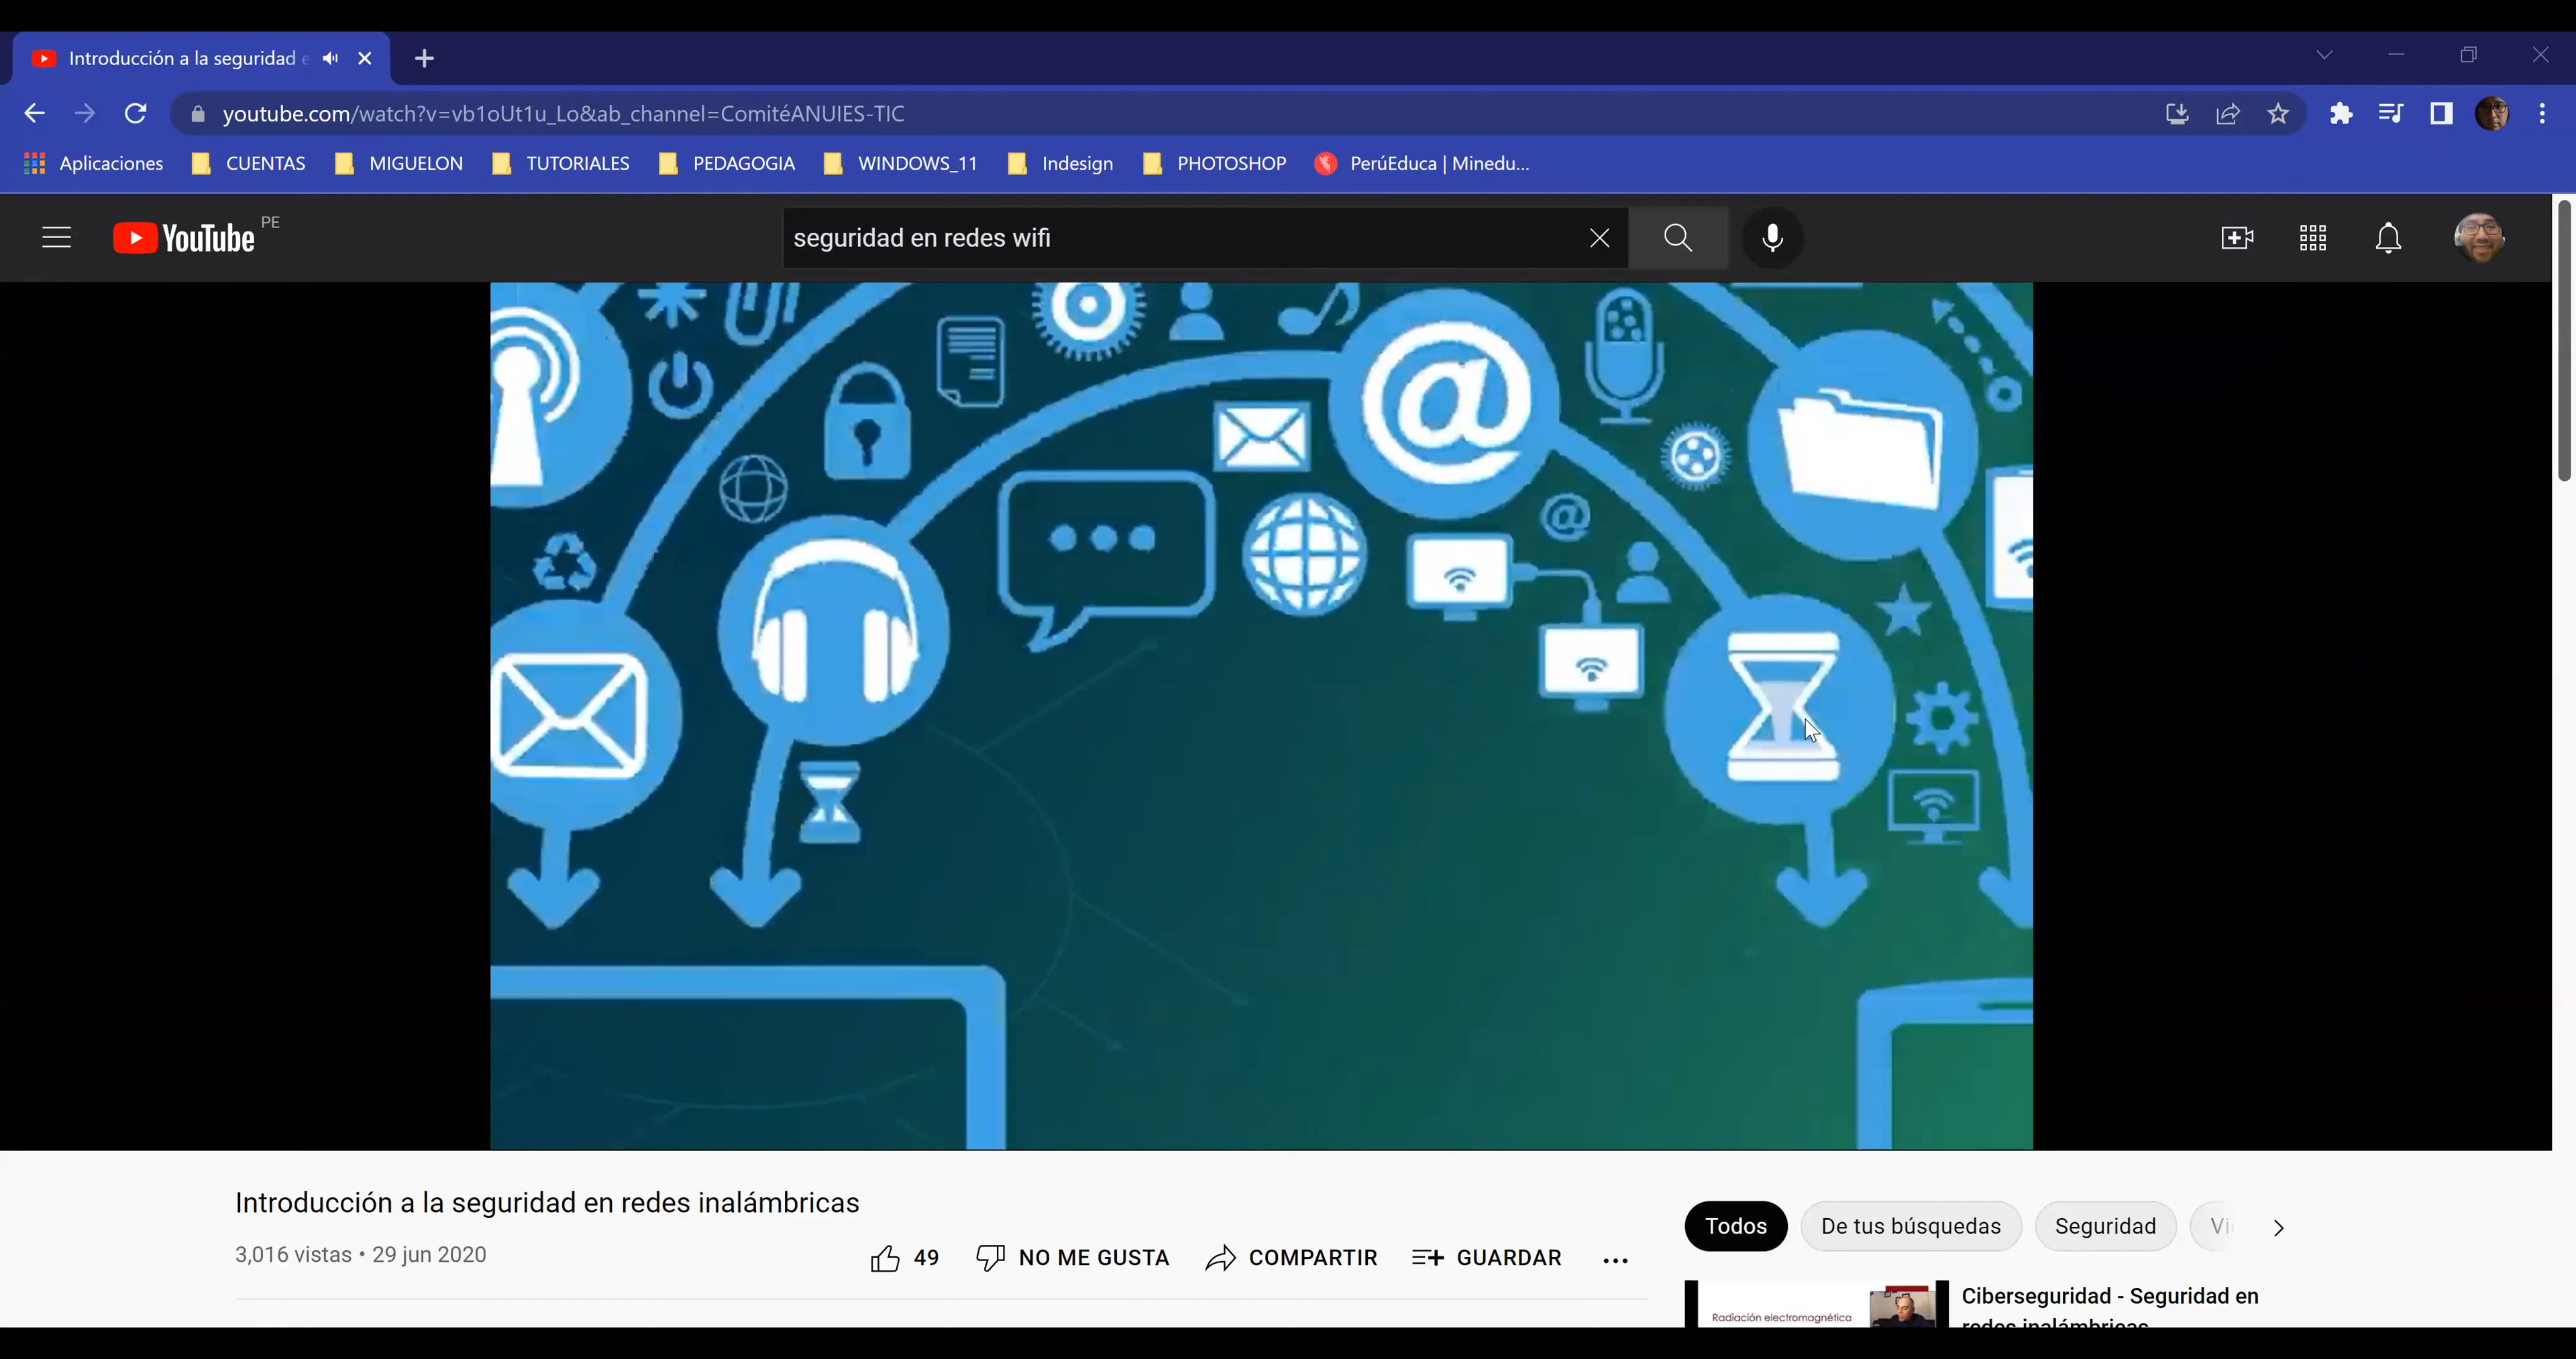 Introducción a la seguridad e
youtube.com/watch?v=vb1oUt1u_Lo&ab_channel=ComitéANUIES-TIC
Aplicaciones CUENTAS MIGUELON TUTORIALES PEDAGOGIA WINDOWS_11 Indesign PHOTOSHOP PerúEduca | Minedu...
YouTube PE
seguridad en redes wifi
@
@
Introducción a la seguridad en redes inalámbricas
3,016 vistas • 29 jun 2020
49 NO ME GUSTA COMPARTIR GUARDAR
Todos De tus búsquedas Seguridad
Radiación electromagnética
Ciberseguridad - Seguridad en
redes inalámbricas